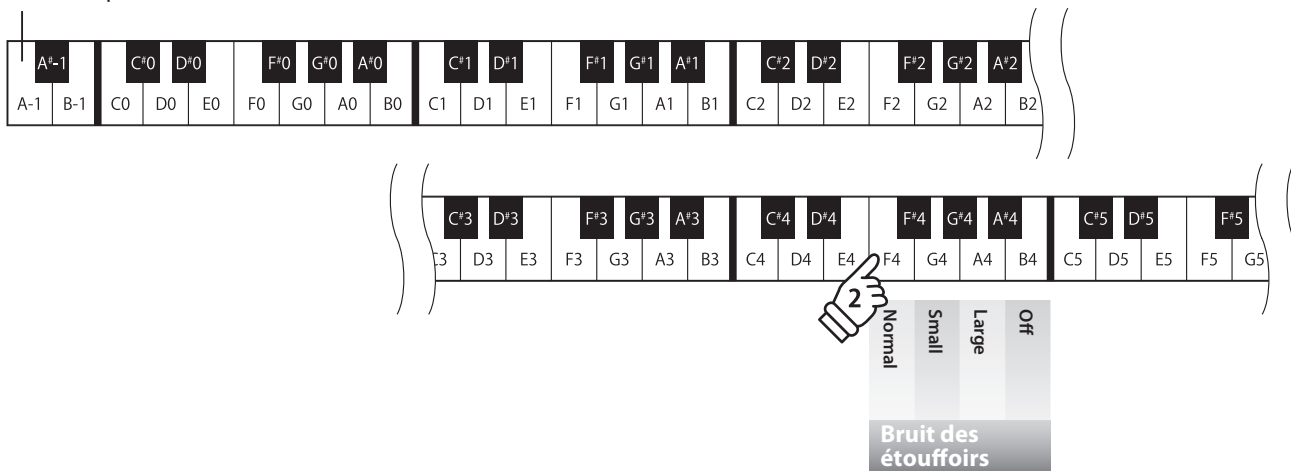 A#-1 C#0 D#0 F#0 G#0 A#0 C#1 D#1 F#1 G#1 A#1 C#2 D#2 F#2 G#2 A#2
A-1 B-1 C0 D0 E0 F0 G0 A0 B0 C1 D1 E1 F1 G1 A1 B1 C2 D2 E2 F2 G2 A2 B2
C#3 D#3 F#3 G#3 A#3 C#4 D#4 F#4 G#4 A#4 C#5 D#5 F#5
C3 D3 E3 F3 G3 A3 B3 C4 D4 E4 F4 G4 A4 B4 C5 D5 E5 F5 G5
2
Normal
Small
Large
Off
Bruit des
étouffoirs